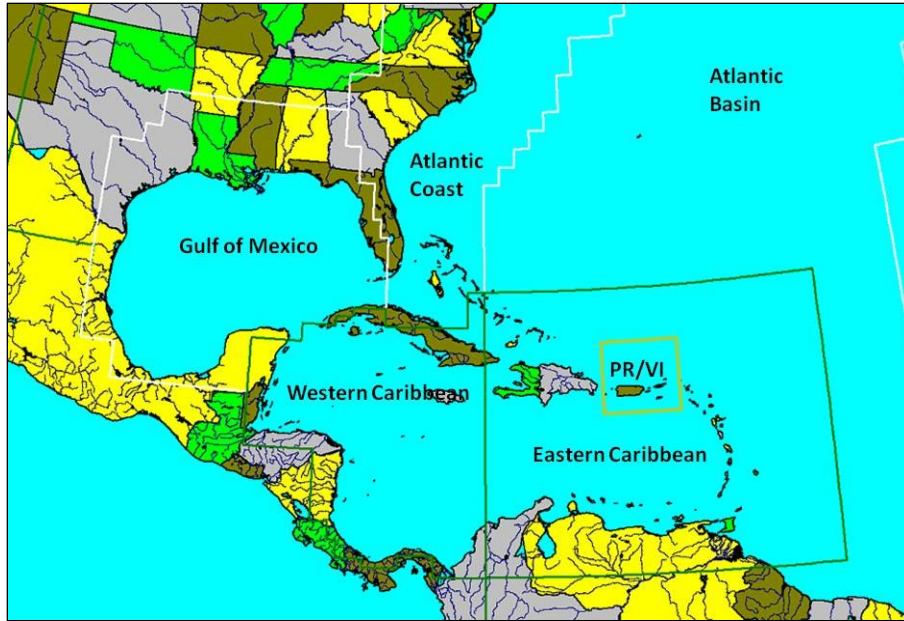 Atlantic
Basin
Atlantic
Coast
Gulf of Mexico
PR/VI
Western Caribbean
Eastern Caribbean